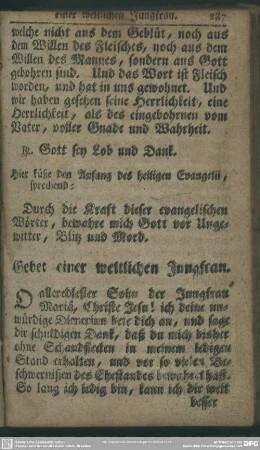 einer weltlichen Jungfrau. 287
welche nicht aus dem Geblüt, noch aus
dem Willen des Fleisches, noch aus dem
Willen des Mannes, sondern aus Gott
gebohren sind. Und das Wort ist Fleisch
worden, und hat in uns gewohnet. Und
wir haben gesehen seine Herrlichkeit, eine
Herrlichkeit, als des eingebohrnen vom
Vater, voller Gnade und Wahrheit.
R. Gott sey Lob und Dank.
Hier küße den Anfang des heiligen Evangelii,
sprechend:
Durch die Kraft dieser evangelischen
Wörter, bewahre mich Gott vor Unge-
witter, Blitz und Mord.
Gebet einer weltlichen Jungfrau.
O alleredlester Sohn der Jungfrau
Mariä, Christe Jesu! ich deine un-
würdige Dienerinn bete dich an, und sage
dir schuldigen Dank, daß du mich bisher
ohne Schandflecken in meinem ledigen
Stand erhalten, und vor so vielen Be-
schwernißen des Ehestandes bewahrt hast.
So lang ich ledig bin, kann ich dir weit
besser